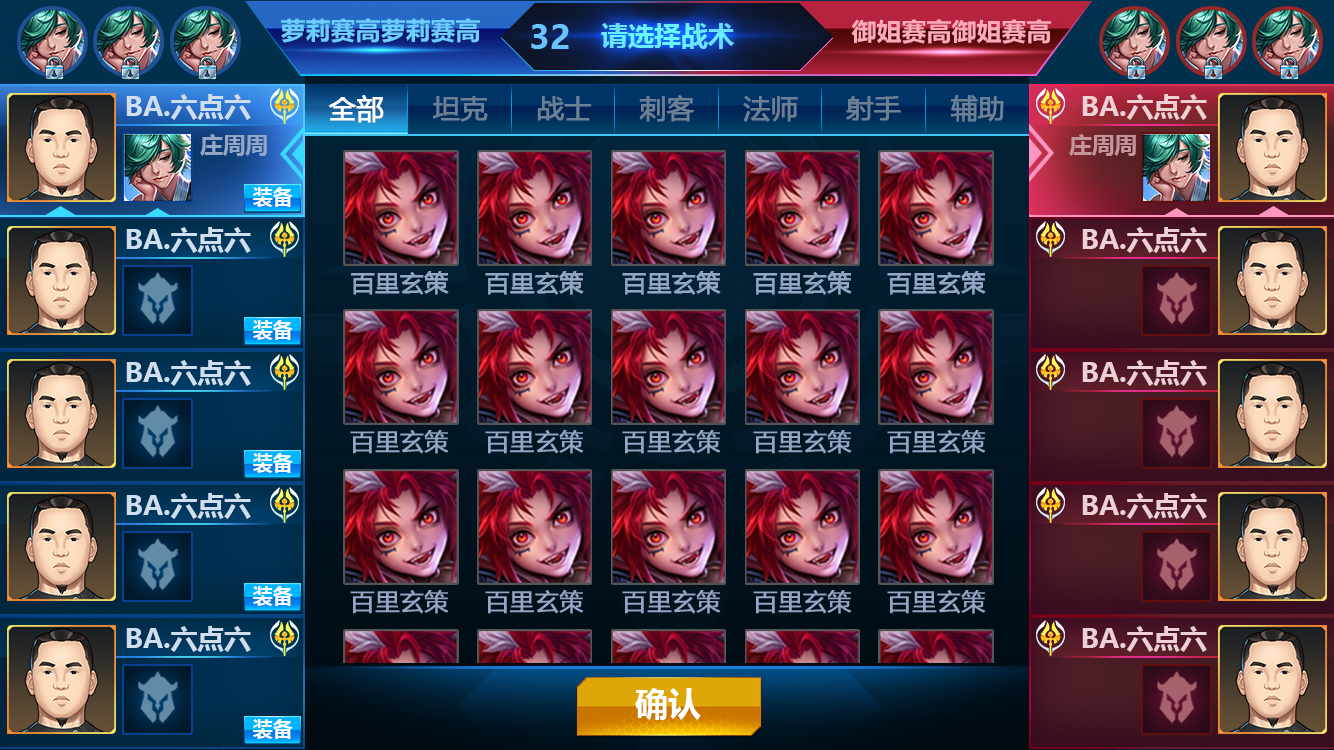 萝莉赛高萝莉赛高
32 请选择战术
御姐赛高御姐赛高
BA.六点六
庄周周
装备
BA.六点六
装备
BA.六点六
装备
BA.六点六
装备
BA.六点六
装备
全部 坦克 战士 刺客 法师 射手 辅助
百里玄策 百里玄策 百里玄策 百里玄策 百里玄策
百里玄策 百里玄策 百里玄策 百里玄策 百里玄策
百里玄策 百里玄策 百里玄策 百里玄策 百里玄策
确认
BA.六点六
庄周周
BA.六点六
BA.六点六
BA.六点六
BA.六点六